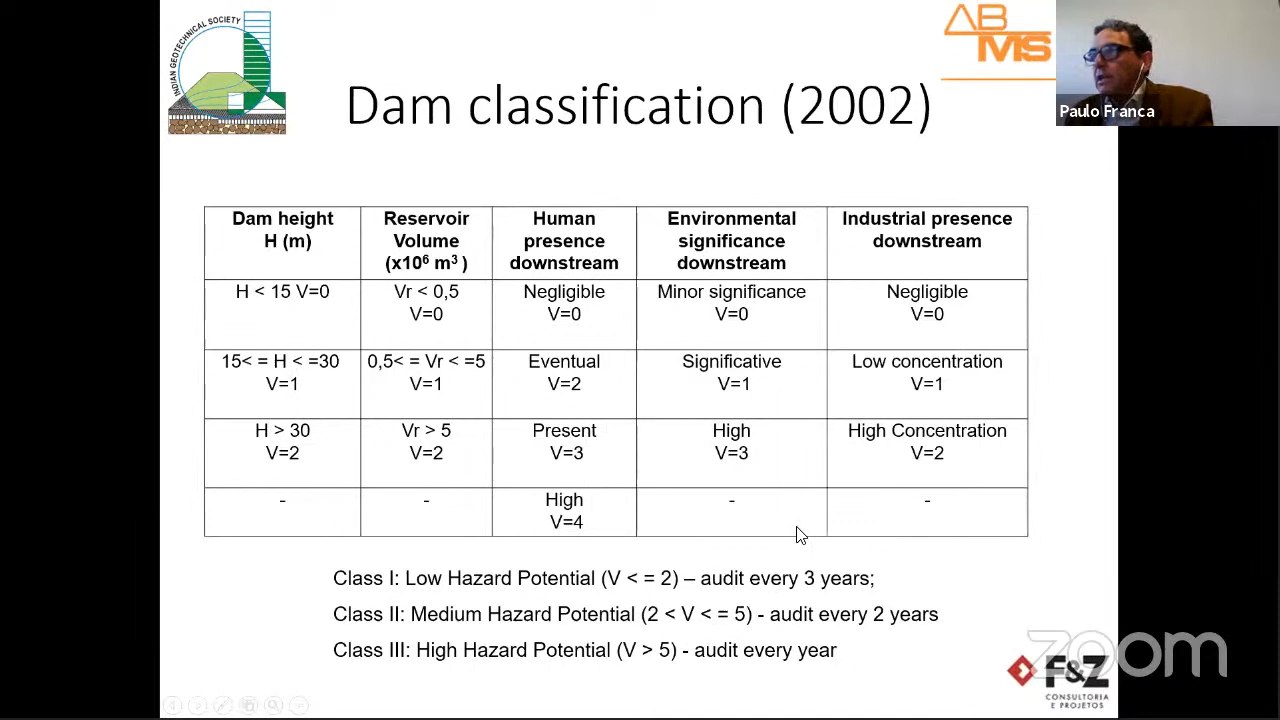 INDIAN GEOTECHNICAL SOCIETY
AB
MS
Paulo Franca
Dam classification (2002)
Dam height
H (m)
Reservoir
Volume
(x10⁶ m³ )
Human
presence
downstream
Environmental
significance
downstream
Industrial presence
downstream
H < 15 V=0
Vr < 0,5
V=0
Negligible
V=0
Minor significance
V=0
Negligible
V=0
15< = H < =30
V=1
0,5< = Vr < =5
V=1
Eventual
V=2
Significative
V=1
Low concentration
V=1
H > 30
V=2
Vr > 5
V=2
Present
V=3
High
V=3
High Concentration
V=2
-
-
High
V=4
-
-
Class I: Low Hazard Potential (V < = 2) – audit every 3 years;
Class II: Medium Hazard Potential (2 < V < = 5) - audit every 2 years
Class III: High Hazard Potential (V > 5) - audit every year
zoom
F&Z
CONSULTORIA
E PROJETOS